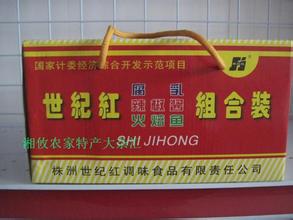 国家计委经济综合开发示范项目
世纪红
腐乳
辣椒酱
火焙鱼
组合装
SHI JIHONG
湘攸农家特产大
株洲世纪红调味食品有限责任公司